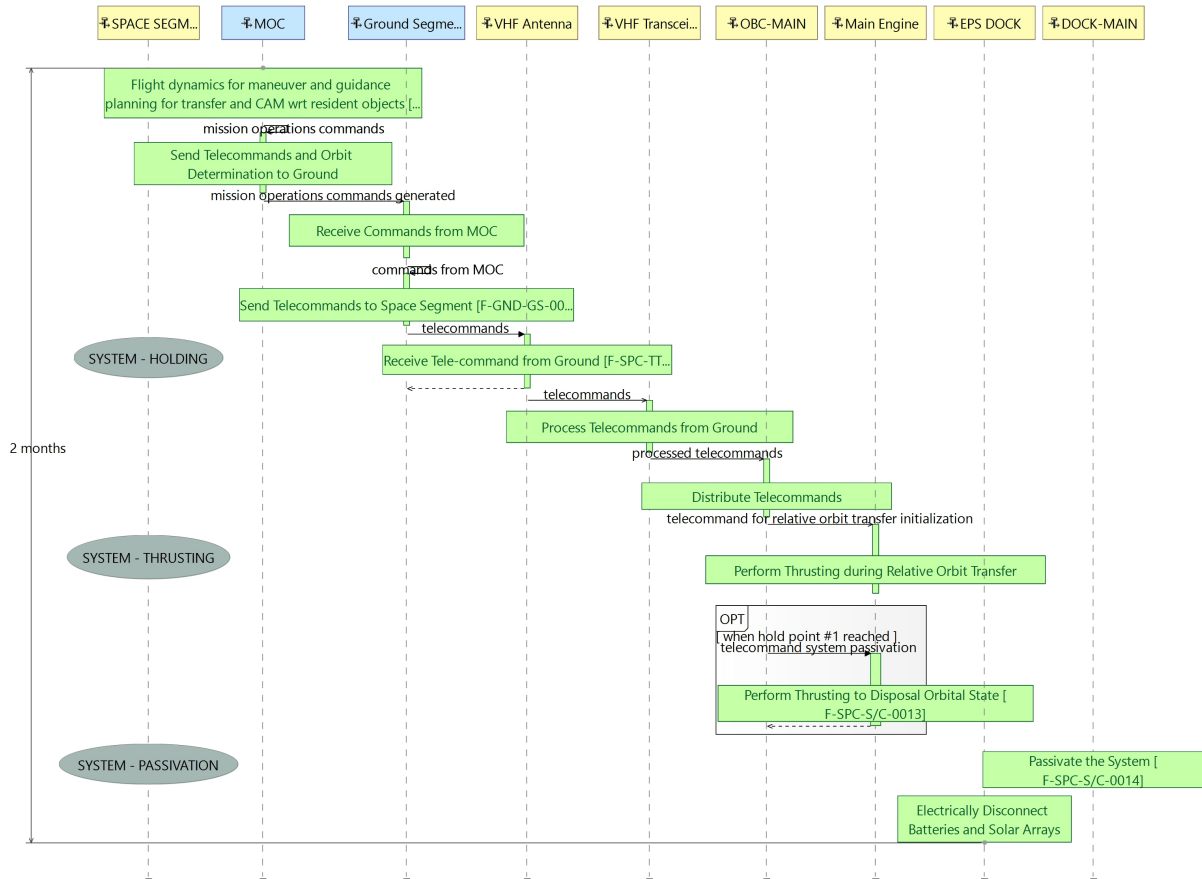 SPACE SEGM...
MOC
Ground Segme...
VHF Antenna
VHF Transcei...
OBC-MAIN
Main Engine
EPS DOCK
DOCK-MAIN
Flight dynamics for maneuver and guidance
planning for transfer and CAM wrt resident objects [...
mission operations commands
Send Telecommands and Orbit
Determination to Ground
mission operations commands generated
Receive Commands from MOC
commands from MOC
Send Telecommands to Space Segment [F-GND-GS-00...
telecommands
SYSTEM - HOLDING
Receive Tele-command from Ground [F-SPC-TT...
telecommands
Process Telecommands from Ground
2 months
processed telecommands
Distribute Telecommands
telecommand for relative orbit transfer initialization
SYSTEM - THRUSTING
Perform Thrusting during Relative Orbit Transfer
OPT
[ when hold point #1 reached ]
telecommand system passivation
Perform Thrusting to Disposal Orbital State [
F-SPC-S/C-0013]
SYSTEM - PASSIVATION
Passivate the System [
F-SPC-S/C-0014]
Electrically Disconnect
Batteries and Solar Arrays